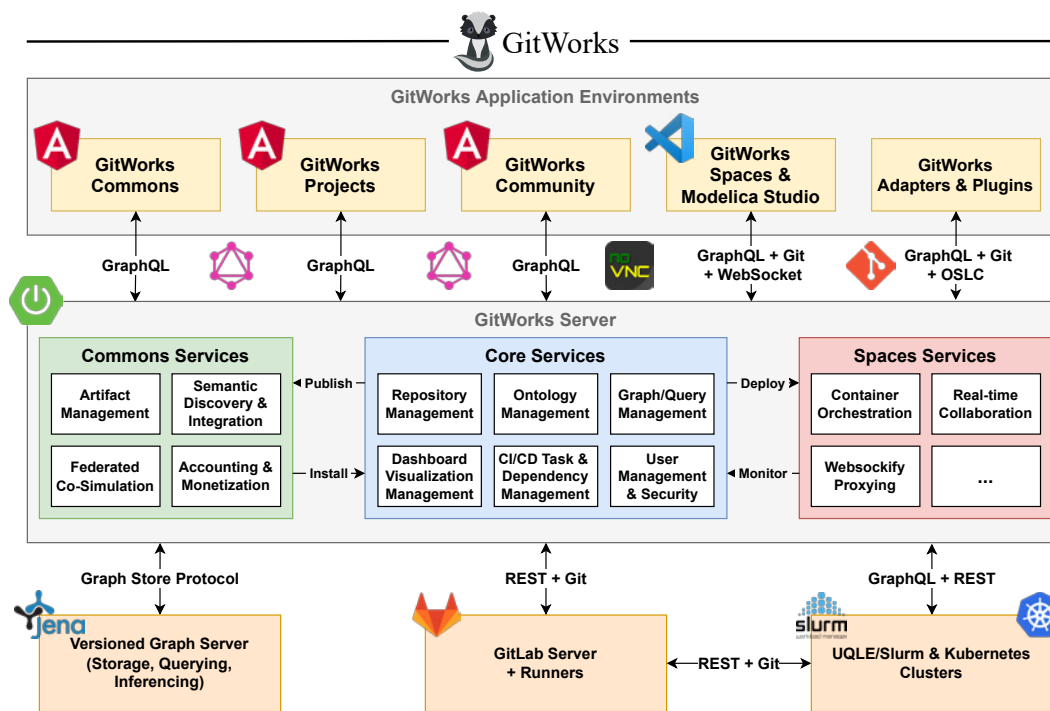 GitWorks
GitWorks Application Environments
GitWorks
Commons
GitWorks
Projects
GitWorks
Community
GitWorks
Spaces &
Modelica Studio
GitWorks
Adapters & Plugins
GraphQL
GraphQL
GraphQL
no
VNC
GraphQL + Git
+ WebSocket
GraphQL + Git
+ OSLC
GitWorks Server
Commons Services
Artifact
Management
Semantic
Discovery &
Integration
Federated
Co-Simulation
Accounting &
Monetization
Publish
Install
Core Services
Repository
Management
Ontology
Management
Graph/Query
Management
Dashboard
Visualization
Management
CI/CD Task &
Dependency
Management
User
Management
& Security
Deploy
Monitor
Spaces Services
Container
Orchestration
Real-time
Collaboration
Websockify
Proxying
...
Graph Store Protocol
REST + Git
GraphQL + REST
Jena
Versioned Graph Server
(Storage, Querying,
Inferencing)
GitLab Server
+ Runners
REST + Git
slurm
workload manager
UQLE/Slurm & Kubernetes
Clusters